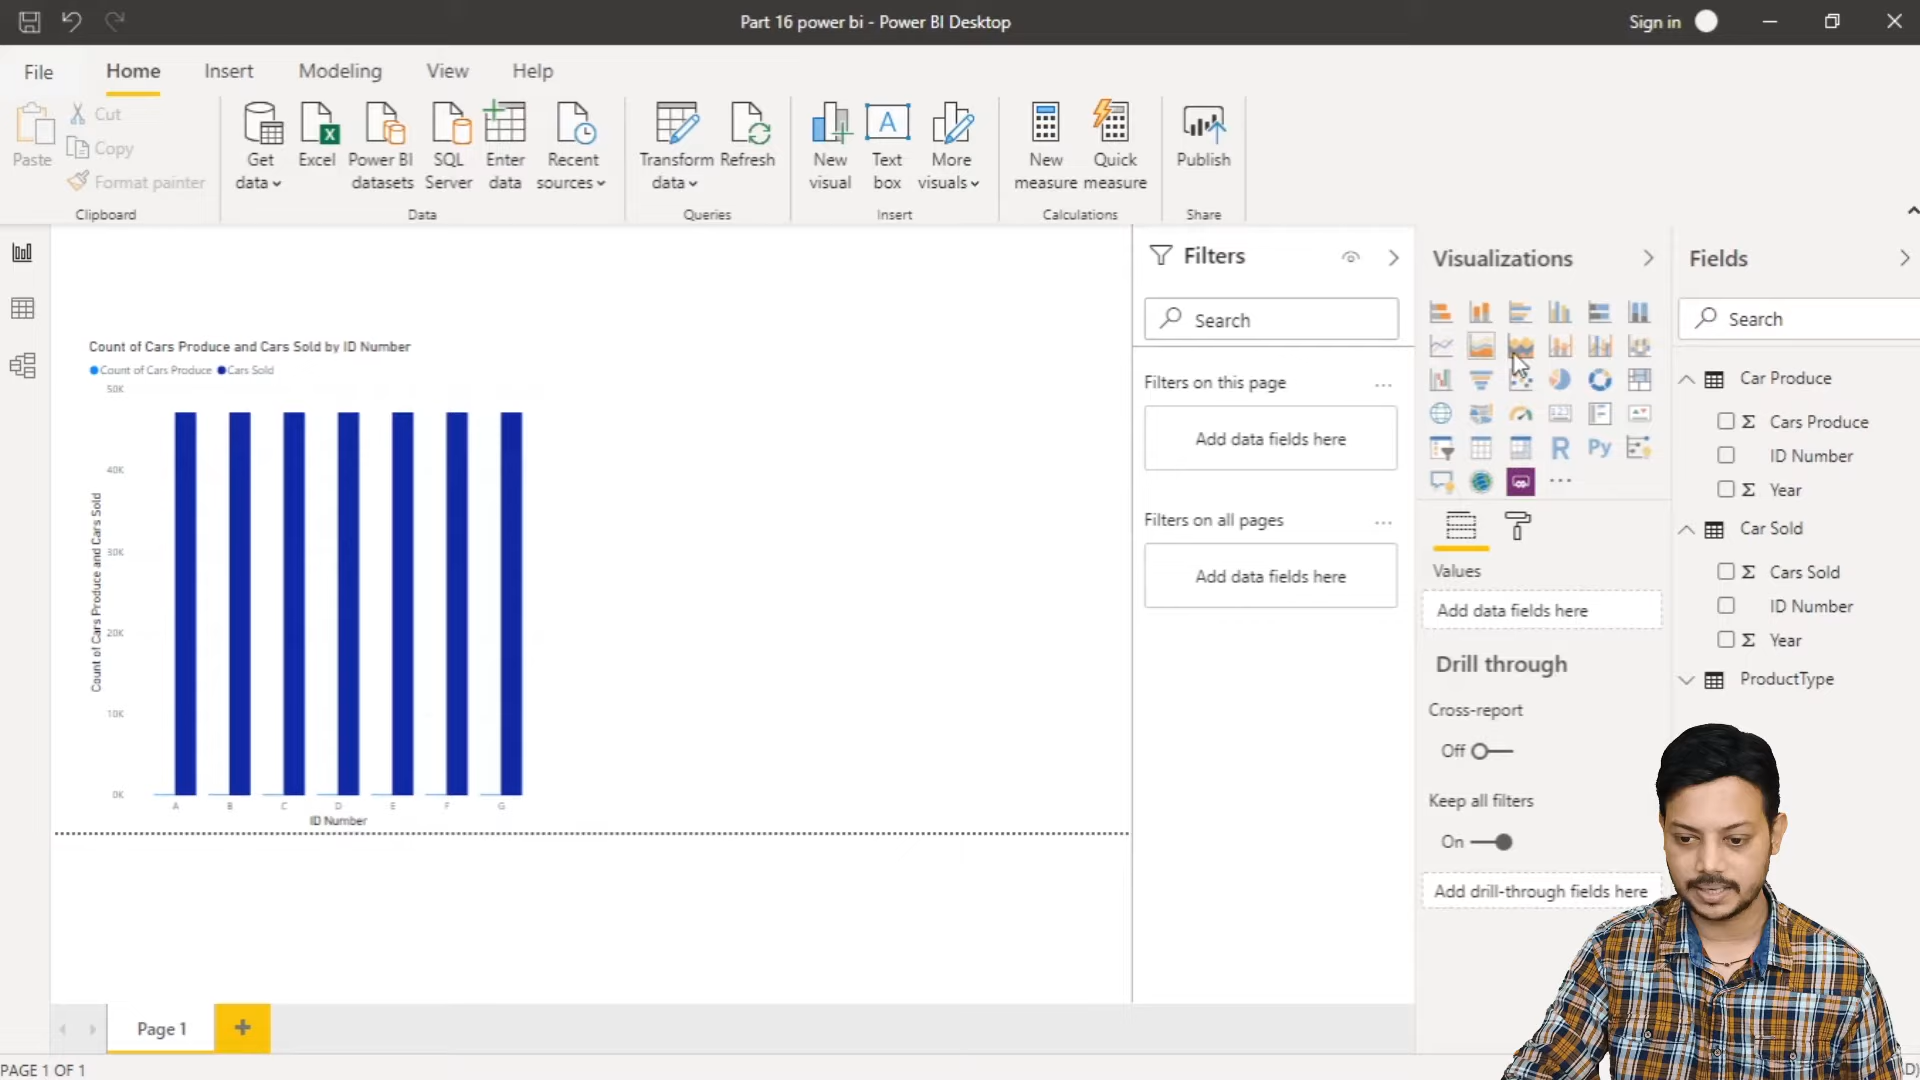 Part 16 power bi - Power BI Desktop
Sign in
File
Home
Insert
Modeling
View
Help
Paste
Cut
Copy
Format painter
Clipboard
Get data
Excel
Power BI datasets
SQL Server
Enter data
Recent sources
Data
Transform data
Refresh
Queries
New visual
A
Text box
More visuals
Insert
New measure
Quick measure
Calculations
Publish
Share
Count of Cars Produce and Cars Sold by ID Number
Count of Cars Produce
Cars Sold
50K
40K
30K
20K
10K
0K
Count of Cars Produce and Cars Sold
A
B
C
D
E
F
G
ID Number
Filters
Search
Filters on this page
Add data fields here
Filters on all pages
Add data fields here
Visualizations
123
R
Py
Values
Add data fields here
Drill through
Cross-report
Off
Keep all filters
On
Add drill-through fields here
Fields
Search
Car Produce
Σ Cars Produce
ID Number
Σ Year
Car Sold
Σ Cars Sold
ID Number
Σ Year
ProductType
Page 1
PAGE 1 OF 1